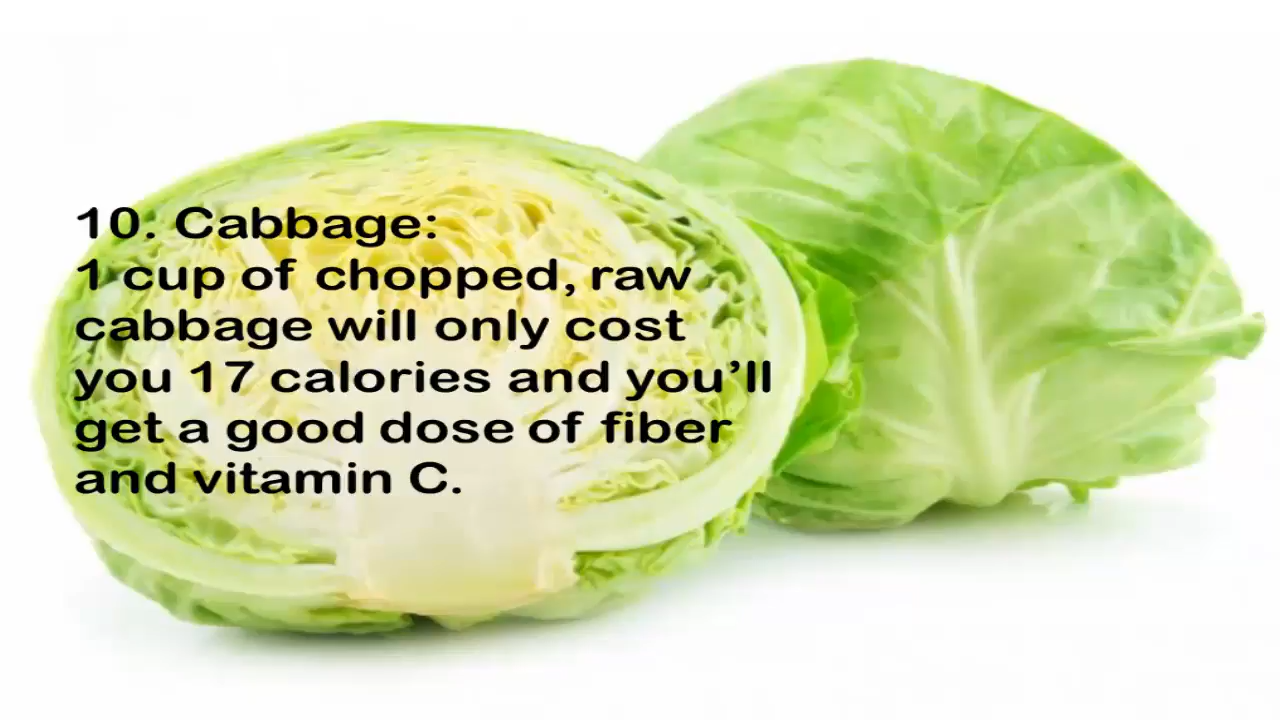 10. Cabbage:
1 cup of chopped, raw
cabbage will only cost
you 17 calories and you’ll
get a good dose of fiber
and vitamin C.